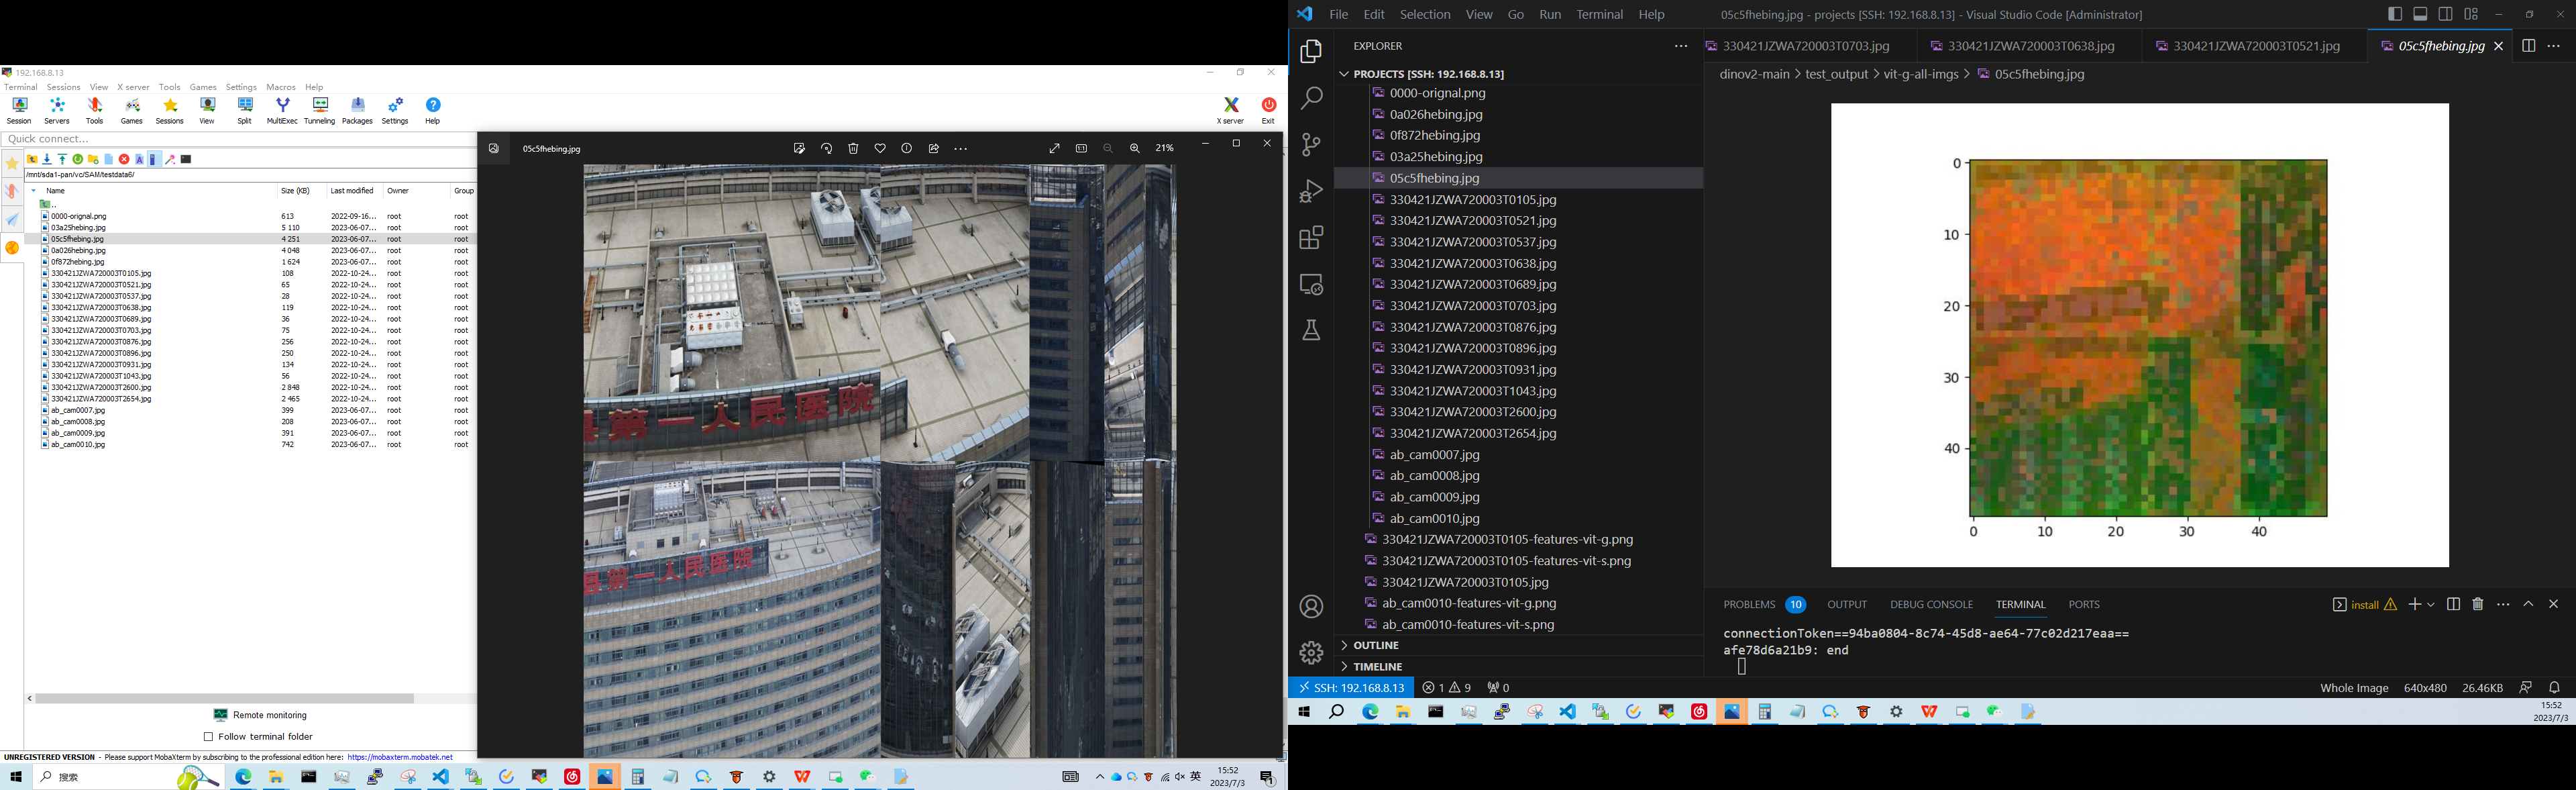 192.168.8.13
Terminal Sessions View X server Tools Games Settings Macros Help
Session Servers Tools Games Sessions View Split MultiExec Tunneling Packages Settings Help X server Exit
Quick connect...
/mnt/sda1-pan/vc/SAM/testdata6/
Name Size (KB) Last modified Owner Group
..
0000-orignal.png 613 2022-09-16... root root
03a25hebing.jpg 5 110 2023-06-07... root root
05c5fhebing.jpg 4 251 2023-06-07... root root
0a026hebing.jpg 4 048 2023-06-07... root root
0f872hebing.jpg 1 624 2023-06-07... root root
330421JZWA720003T0105.jpg 108 2022-10-24... root root
330421JZWA720003T0521.jpg 65 2022-10-24... root root
330421JZWA720003T0537.jpg 28 2022-10-24... root root
330421JZWA720003T0638.jpg 119 2022-10-24... root root
330421JZWA720003T0689.jpg 36 2022-10-24... root root
330421JZWA720003T0703.jpg 75 2022-10-24... root root
330421JZWA720003T0876.jpg 256 2022-10-24... root root
330421JZWA720003T0896.jpg 250 2022-10-24... root root
330421JZWA720003T0931.jpg 134 2022-10-24... root root
330421JZWA720003T1043.jpg 56 2022-10-24... root root
330421JZWA720003T2600.jpg 2 848 2022-10-24... root root
330421JZWA720003T2654.jpg 2 465 2022-10-24... root root
ab_cam0007.jpg 399 2023-06-07... root root
ab_cam0008.jpg 208 2023-06-07... root root
ab_cam0009.jpg 391 2023-06-07... root root
ab_cam0010.jpg 742 2023-06-07... root root
Remote monitoring
Follow terminal folder
UNREGISTERED VERSION - Please support MobaXterm by subscribing to the professional edition here: https://mobaxterm.mobatek.net
05c5fhebing.jpg 21%
县第一人民医院
县第一人民医院
搜索
英
15:52
2023/7/3
1
File Edit Selection View Go Run Terminal Help 05c5fhebing.jpg - projects [SSH: 192.168.8.13] - Visual Studio Code [Administrator]
EXPLORER ...
PROJECTS [SSH: 192.168.8.13]
0000-orignal.png
0a026hebing.jpg
0f872hebing.jpg
03a25hebing.jpg
05c5fhebing.jpg
330421JZWA720003T0105.jpg
330421JZWA720003T0521.jpg
330421JZWA720003T0537.jpg
330421JZWA720003T0638.jpg
330421JZWA720003T0689.jpg
330421JZWA720003T0703.jpg
330421JZWA720003T0876.jpg
330421JZWA720003T0896.jpg
330421JZWA720003T0931.jpg
330421JZWA720003T1043.jpg
330421JZWA720003T2600.jpg
330421JZWA720003T2654.jpg
ab_cam0007.jpg
ab_cam0008.jpg
ab_cam0009.jpg
ab_cam0010.jpg
330421JZWA720003T0105-features-vit-g.png
330421JZWA720003T0105-features-vit-s.png
330421JZWA720003T0105.jpg
ab_cam0010-features-vit-g.png
ab_cam0010-features-vit-s.png
OUTLINE
TIMELINE
330421JZWA720003T0703.jpg 330421JZWA720003T0638.jpg 330421JZWA720003T0521.jpg 05c5fhebing.jpg
dinov2-main > test_output > vit-g-all-imgs > 05c5fhebing.jpg
0
10
20
30
40
0 10 20 30 40
PROBLEMS 10 OUTPUT DEBUG CONSOLE TERMINAL PORTS install
connectionToken==94ba0804-8c74-45d8-ae64-77c02d217eaa==
afe78d6a21b9: end
SSH: 192.168.8.13 1 9 0 Whole Image 640x480 26.46KB
15:52
2023/7/3